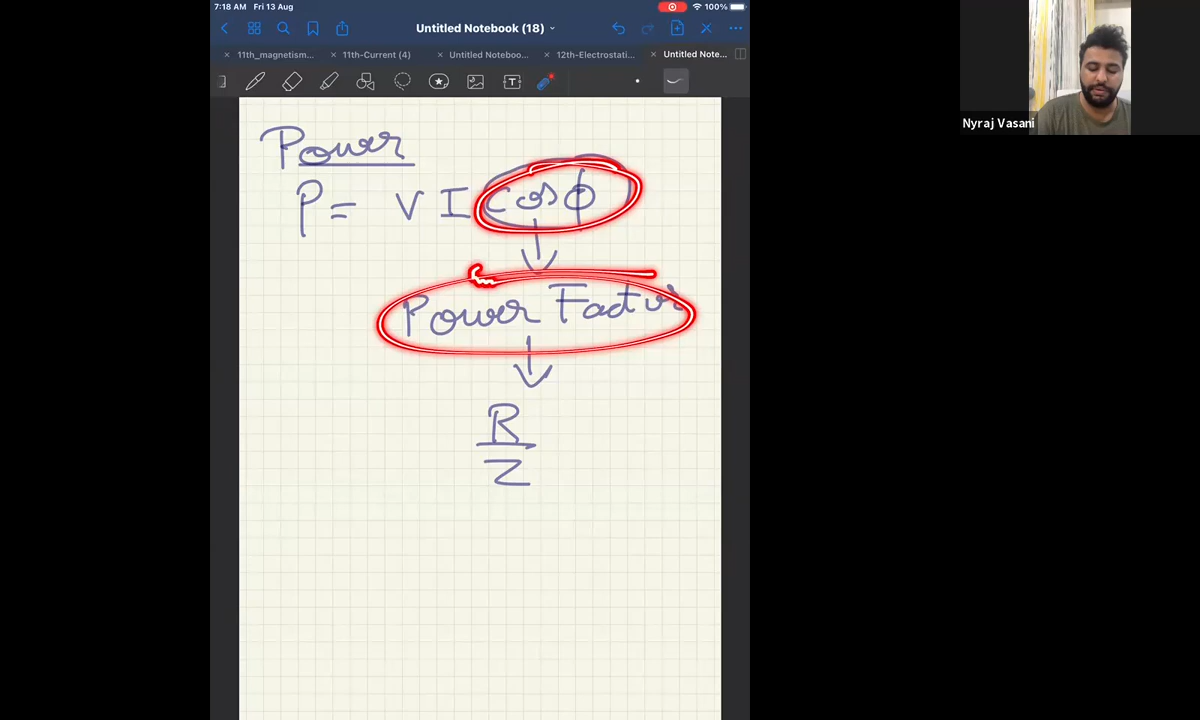 7:18 AM Fri 13 Aug
100%
Untitled Notebook (18)
11th_magnetism...
11th-Current (4)
Untitled Noteboo...
12th-Electrostati...
Untitled Note...
T
Nyraj Vasani
Power
P = V I cos φ
Power Factor
R
Z